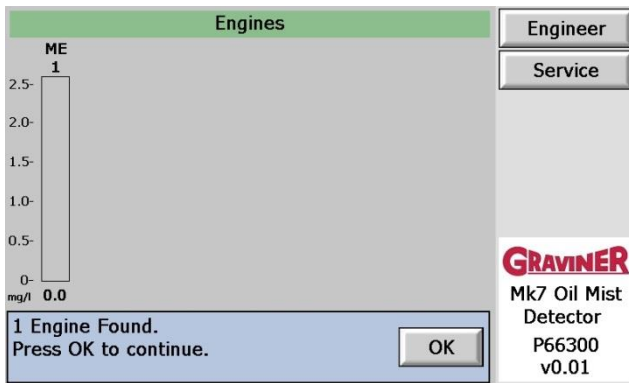 Engines
Engineer
Service
ME
1
2.5-
2.0-
1.5-
1.0-
0.5-
0-
mg/l 0.0
1 Engine Found.
Press OK to continue.
OK
GRAVINER
Mk7 Oil Mist
Detector
P66300
v0.01